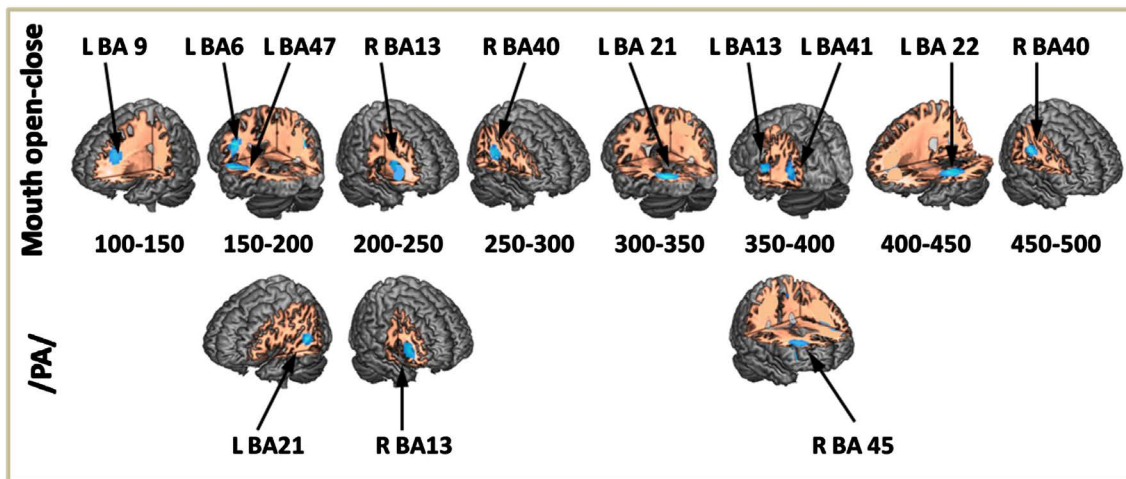 Mouth open-close
L BA 9 L BA6 L BA47 R BA13 R BA40 L BA 21 L BA13 L BA41 L BA 22 R BA40
100-150 150-200 200-250 250-300 300-350 350-400 400-450 450-500
/PA/
L BA21 R BA13 R BA 45